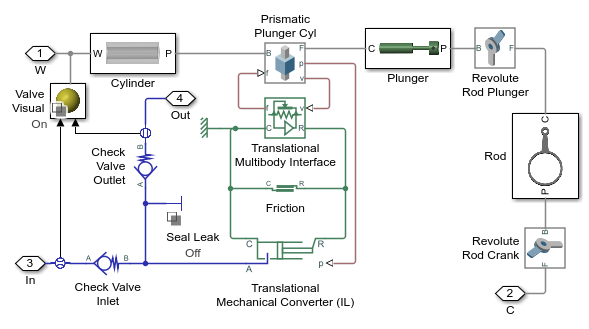 Prismatic
Plunger Cyl
1
W
W
P
Cylinder
B
F
p
v
f
C
P
Plunger
B
F
Revolute
Rod Plunger
Valve
Visual
On
4
Out
f
v
C
R
Translational
Multibody Interface
B
Check
Valve
Outlet
A
C
R
Friction
C
Rod
P
Seal Leak
Off
C
R
A
p
Translational
Mechanical Converter (IL)
3
In
A
B
Check Valve
Inlet
Revolute
Rod Crank
B
F
2
C